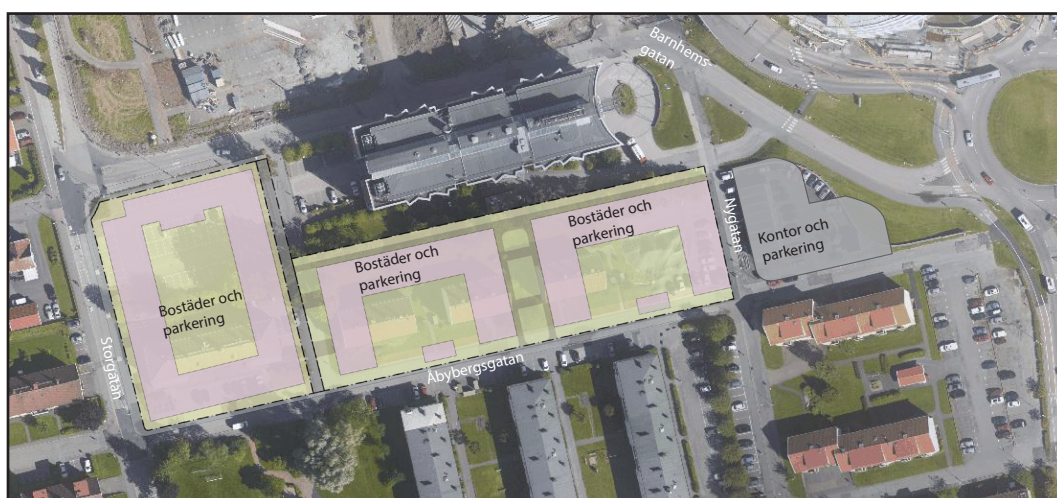 Barnhems-
gatan
Bostäder och
parkering
Nygatan
Kontor och
parkering
Bostäder och
parkering
Bostäder och
parkering
Storgatan
Åbybergsgatan